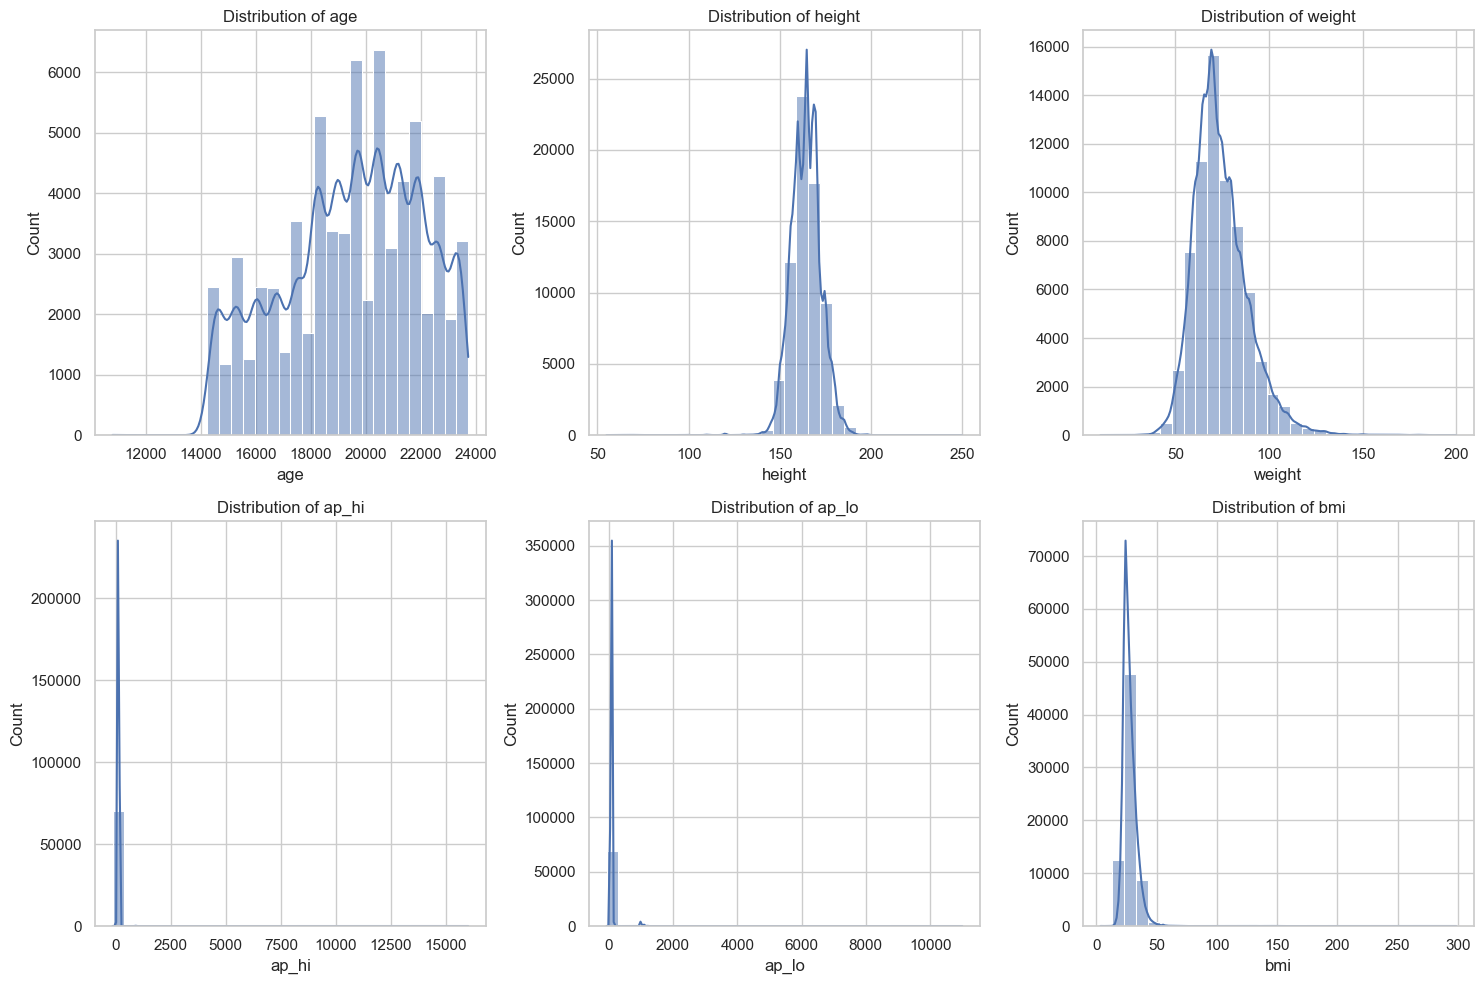 Distribution of age
6000
5000
4000
3000
2000
1000
0
Count
12000 14000 16000 18000 20000 22000 24000
age
Distribution of height
25000
20000
15000
10000
5000
0
Count
50 100 150 200 250
height
Distribution of weight
16000
14000
12000
10000
8000
6000
4000
2000
0
Count
50 100 150 200
weight
Distribution of ap_hi
200000
150000
100000
50000
0
Count
0 2500 5000 7500 10000 12500 15000
ap_hi
Distribution of ap_lo
350000
300000
250000
200000
150000
100000
50000
0
Count
0 2000 4000 6000 8000 10000
ap_lo
Distribution of bmi
70000
60000
50000
40000
30000
20000
10000
0
Count
0 50 100 150 200 250 300
bmi